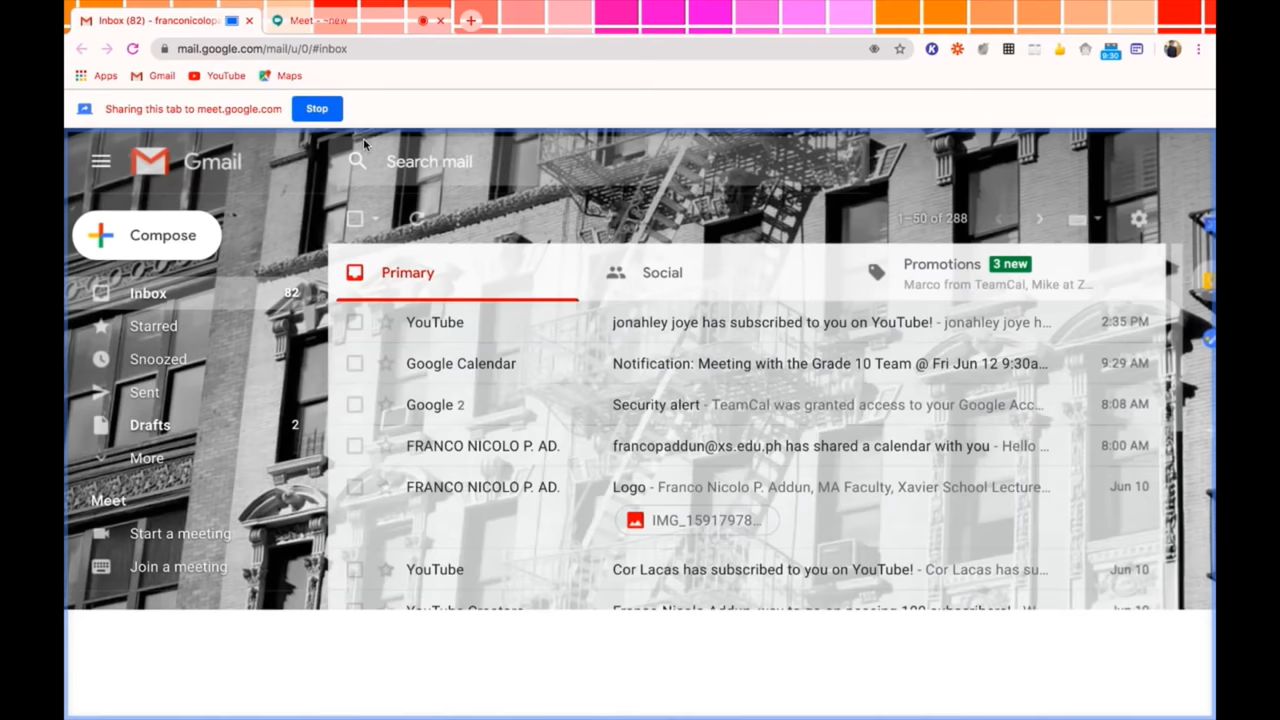 Inbox (82) - franconicolopa
Meet - ~new
mail.google.com/mail/u/0/#inbox
9:30
Apps Gmail YouTube Maps
Sharing this tab to meet.google.com Stop
Gmail Search mail
1–50 of 288
Compose
Primary Social Promotions 3 new
Marco from TeamCal, Mike at Z...
Inbox 82
Starred
Snoozed
Sent
Drafts 2
More
Meet
Start a meeting
Join a meeting
YouTube jonahley joye has subscribed to you on YouTube! - jonahley joye h... 2:35 PM
Google Calendar Notification: Meeting with the Grade 10 Team @ Fri Jun 12 9:30a... 9:29 AM
Google 2 Security alert - TeamCal was granted access to your Google Acc... 8:08 AM
FRANCO NICOLO P. AD. francopaddun@xs.edu.ph has shared a calendar with you - Hello ... 8:00 AM
FRANCO NICOLO P. AD. Logo - Franco Nicolo P. Addun, MA Faculty, Xavier School Lecture... Jun 10
IMG_15917978...
YouTube Cor Lacas has subscribed to you on YouTube! - Cor Lacas has su... Jun 10